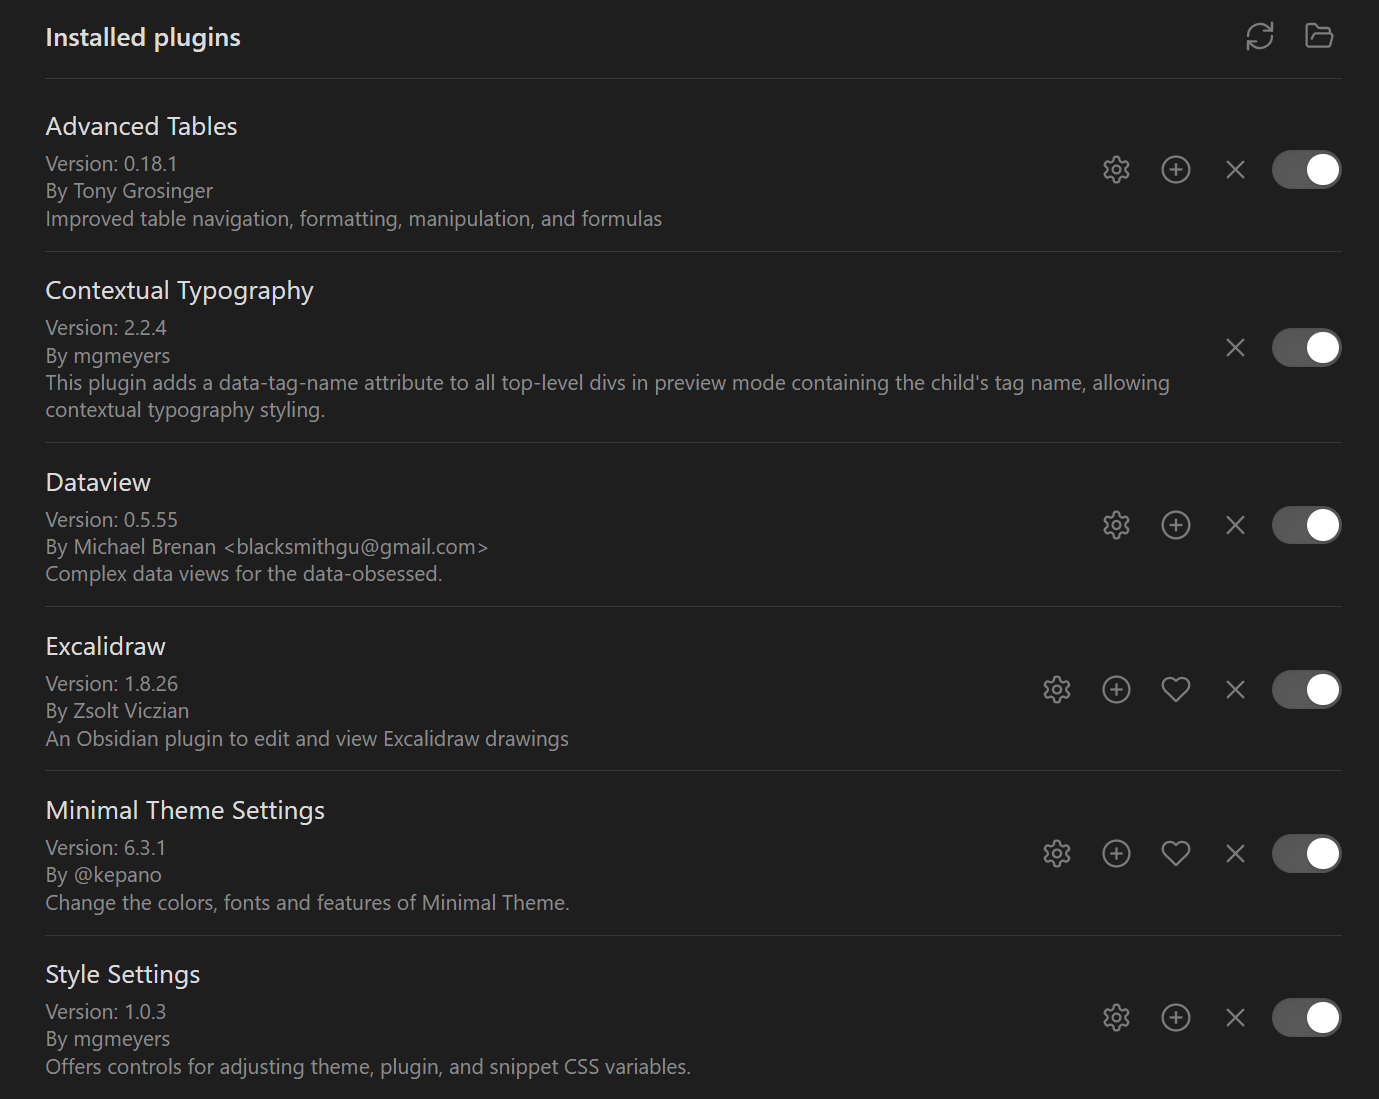 Installed plugins
Advanced Tables
Version: 0.18.1
By Tony Grosinger
Improved table navigation, formatting, manipulation, and formulas
Contextual Typography
Version: 2.2.4
By mgmeyers
This plugin adds a data-tag-name attribute to all top-level divs in preview mode containing the child's tag name, allowing
contextual typography styling.
Dataview
Version: 0.5.55
By Michael Brenan <blacksmithgu@gmail.com>
Complex data views for the data-obsessed.
Excalidraw
Version: 1.8.26
By Zsolt Viczian
An Obsidian plugin to edit and view Excalidraw drawings
Minimal Theme Settings
Version: 6.3.1
By @kepano
Change the colors, fonts and features of Minimal Theme.
Style Settings
Version: 1.0.3
By mgmeyers
Offers controls for adjusting theme, plugin, and snippet CSS variables.